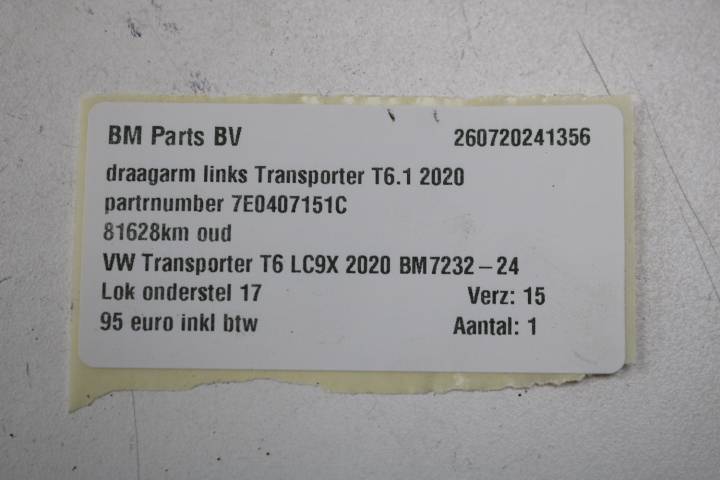 BM Parts BV 260720241356
draagarm links Transporter T6.1 2020
partrnumber 7E0407151C
81628km oud
VW Transporter T6 LC9X 2020 BM7232-24
Lok onderstel 17 Verz: 15
95 euro inkl btw Aantal: 1